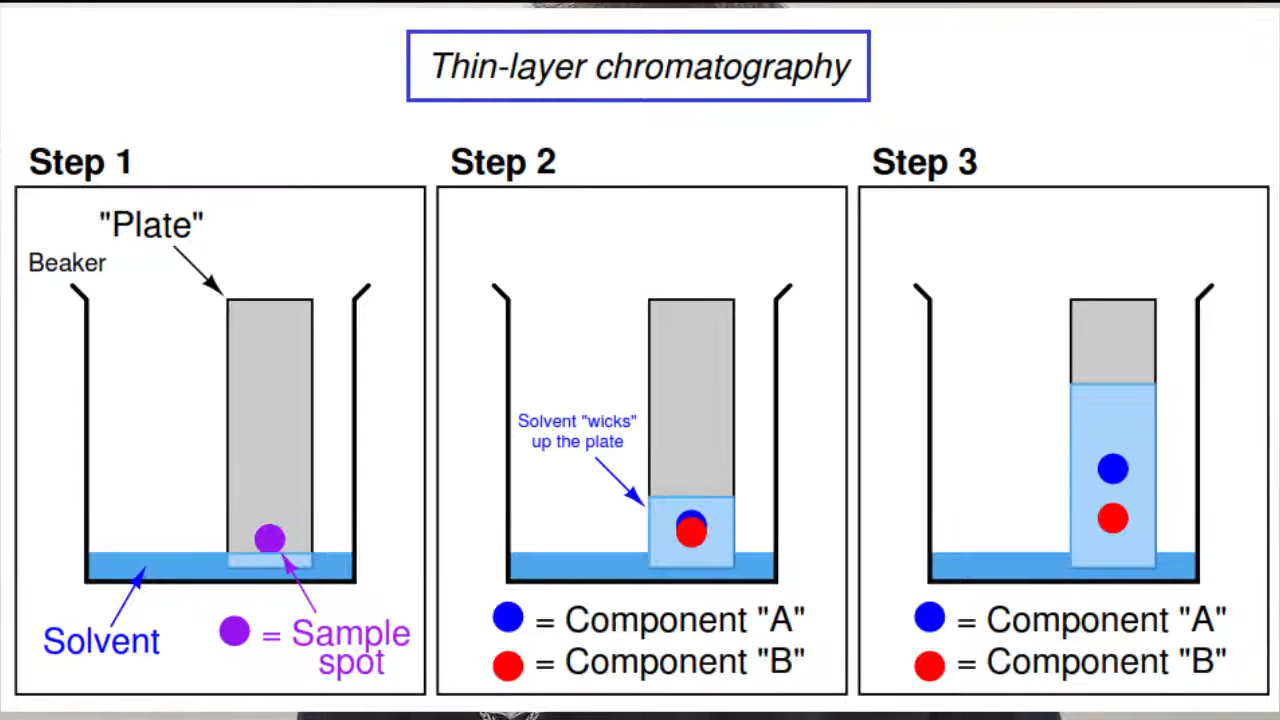 Thin-layer chromatography
Step 1
"Plate"
Beaker
Solvent
= Sample
spot
Step 2
Solvent "wicks"
up the plate
= Component "A"
= Component "B"
Step 3
= Component "A"
= Component "B"